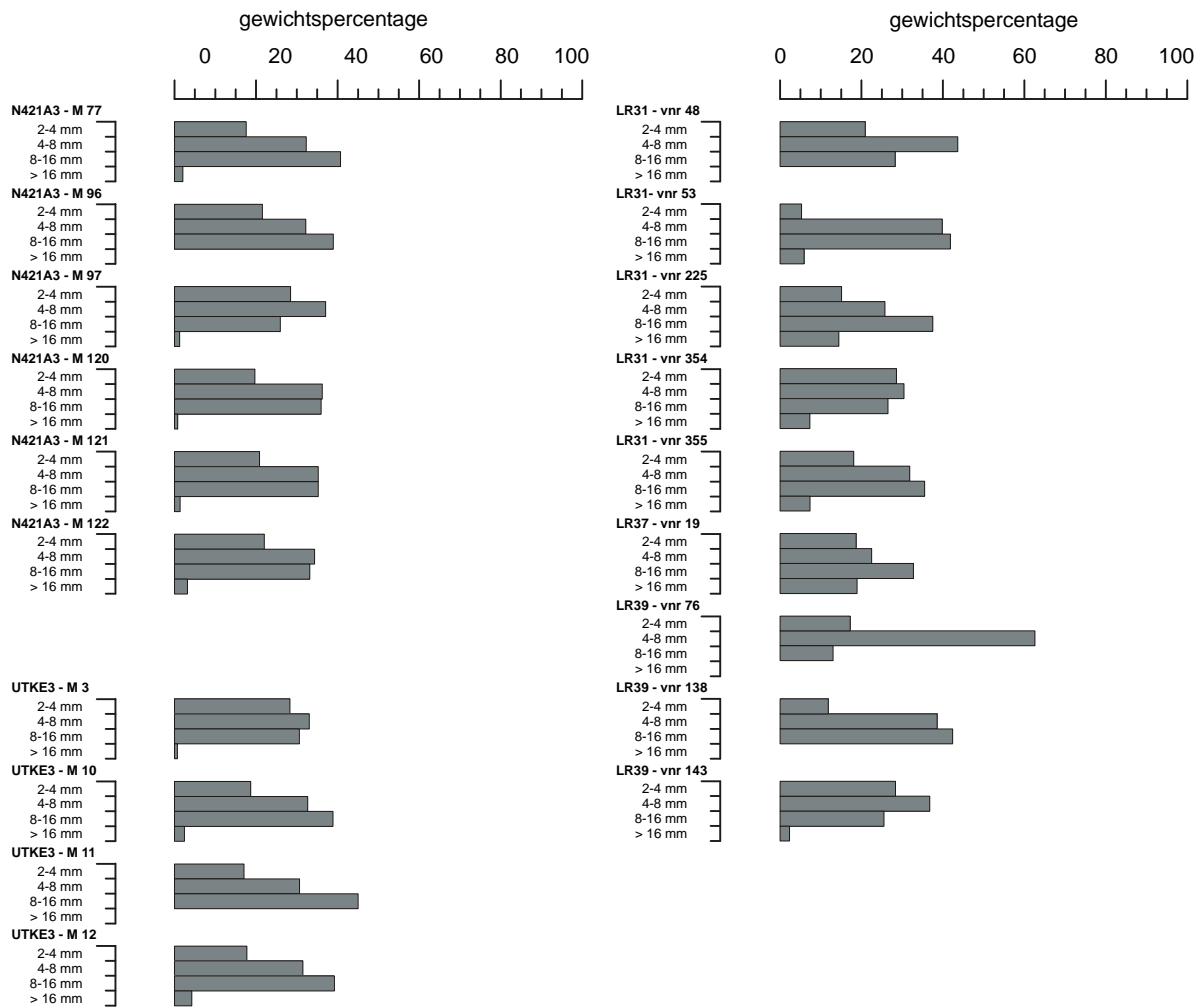 gewichtspercentage
0 20 40 60 80 100
N421A3 - M 77
2-4 mm
4-8 mm
8-16 mm
> 16 mm
N421A3 - M 96
2-4 mm
4-8 mm
8-16 mm
> 16 mm
N421A3 - M 97
2-4 mm
4-8 mm
8-16 mm
> 16 mm
N421A3 - M 120
2-4 mm
4-8 mm
8-16 mm
> 16 mm
N421A3 - M 121
2-4 mm
4-8 mm
8-16 mm
> 16 mm
N421A3 - M 122
2-4 mm
4-8 mm
8-16 mm
> 16 mm
UTKE3 - M 3
2-4 mm
4-8 mm
8-16 mm
> 16 mm
UTKE3 - M 10
2-4 mm
4-8 mm
8-16 mm
> 16 mm
UTKE3 - M 11
2-4 mm
4-8 mm
8-16 mm
> 16 mm
UTKE3 - M 12
2-4 mm
4-8 mm
8-16 mm
> 16 mm
gewichtspercentage
0 20 40 60 80 100
LR31 - vnr 48
2-4 mm
4-8 mm
8-16 mm
> 16 mm
LR31- vnr 53
2-4 mm
4-8 mm
8-16 mm
> 16 mm
LR31 - vnr 225
2-4 mm
4-8 mm
8-16 mm
> 16 mm
LR31 - vnr 354
2-4 mm
4-8 mm
8-16 mm
> 16 mm
LR31 - vnr 355
2-4 mm
4-8 mm
8-16 mm
> 16 mm
LR37 - vnr 19
2-4 mm
4-8 mm
8-16 mm
> 16 mm
LR39 - vnr 76
2-4 mm
4-8 mm
8-16 mm
> 16 mm
LR39 - vnr 138
2-4 mm
4-8 mm
8-16 mm
> 16 mm
LR39 - vnr 143
2-4 mm
4-8 mm
8-16 mm
> 16 mm